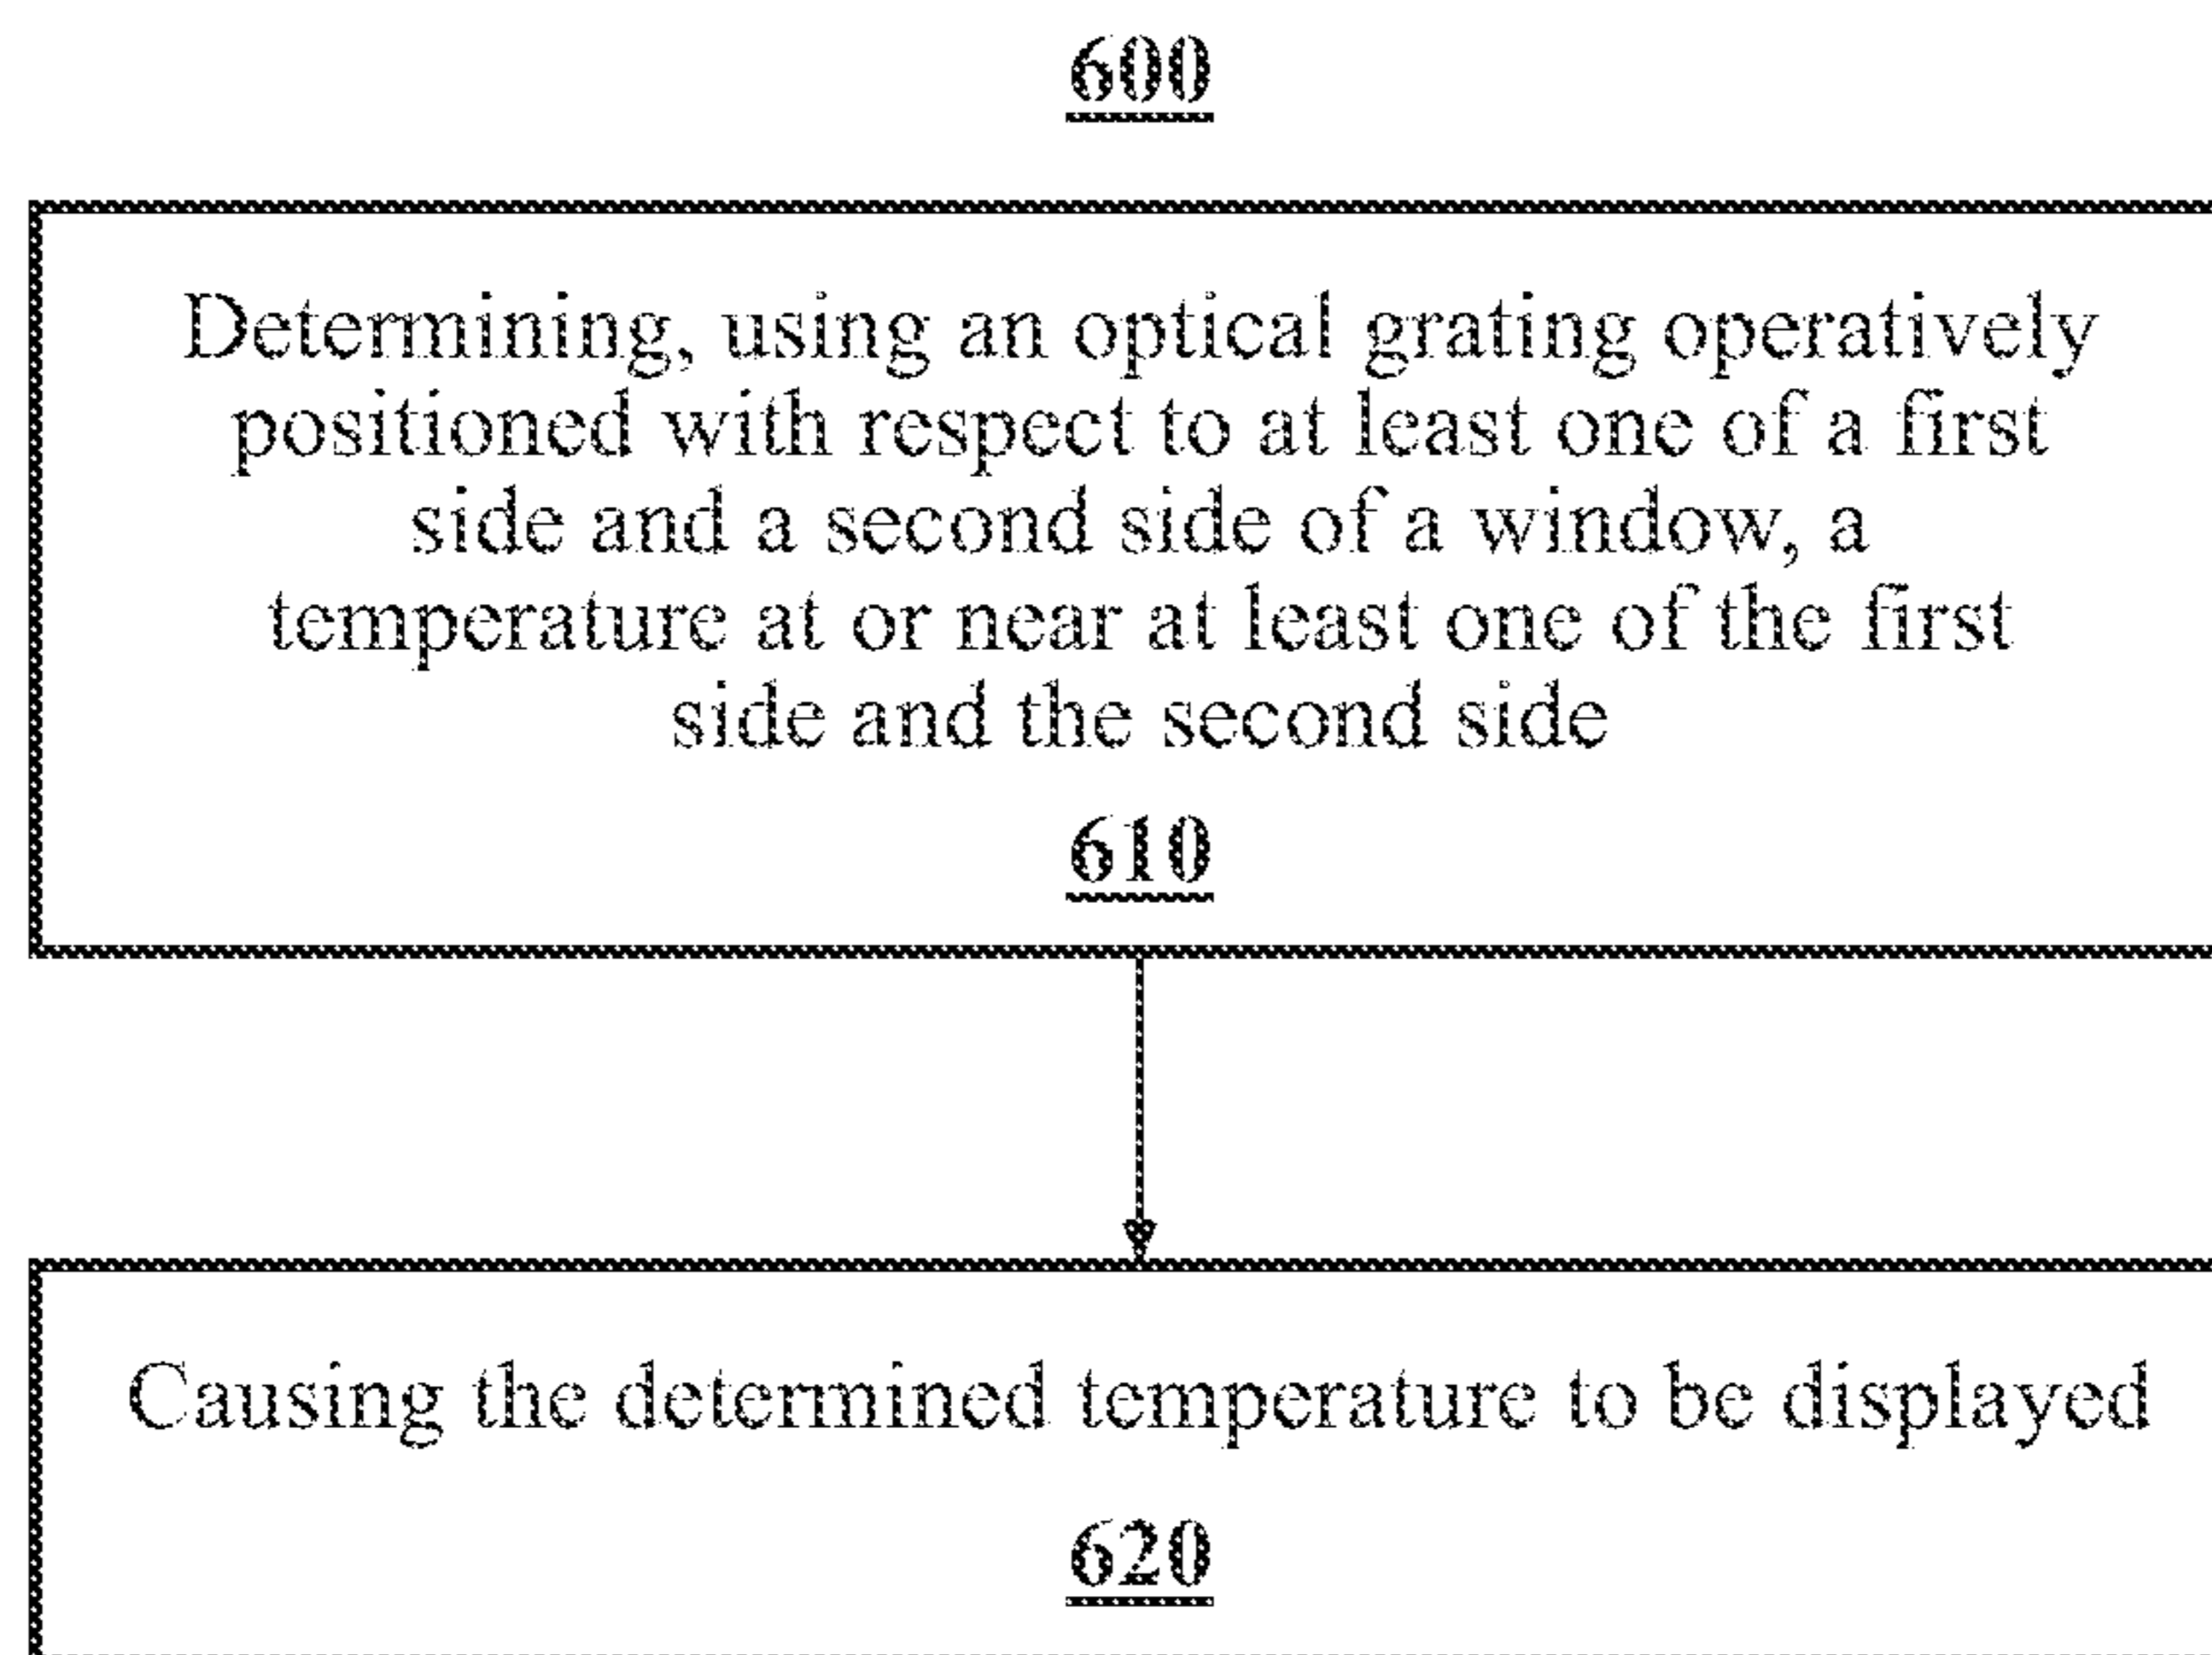 600
Determining, using an optical grating operatively
positioned with respect to at least one of a first
side and a second side of a window, a
temperature at or near at least one of the first
side and the second side
610
Causing the determined temperature to be displayed
620